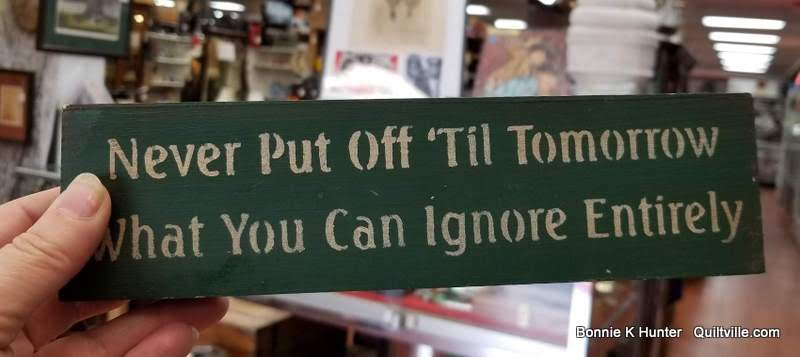 Never Put Off ‘Til Tomorrow
What You Can Ignore Entirely
Bonnie K Hunter Quiltville.com